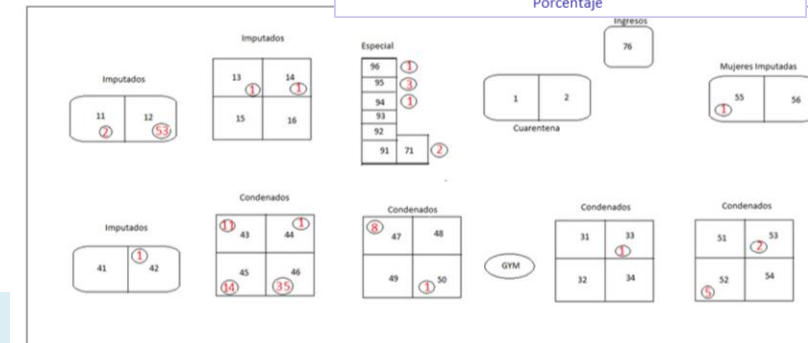 Porcentaje
Ingresos
76
Imputados
13 14
1 1
15 16
Especial
96 1
95 3
94 1
93
92
91 71 2
Imputados
11 12
2 53
1 2
Cuarentena
Mujeres Imputadas
55 56
1
Imputados
1
41 42
Condenados
11 1
43 44
45 46
14 35
Condenados
8
47 48
49 50
1
GYM
Condenados
31 33
1
32 34
Condenados
51 53
2
52 54
5